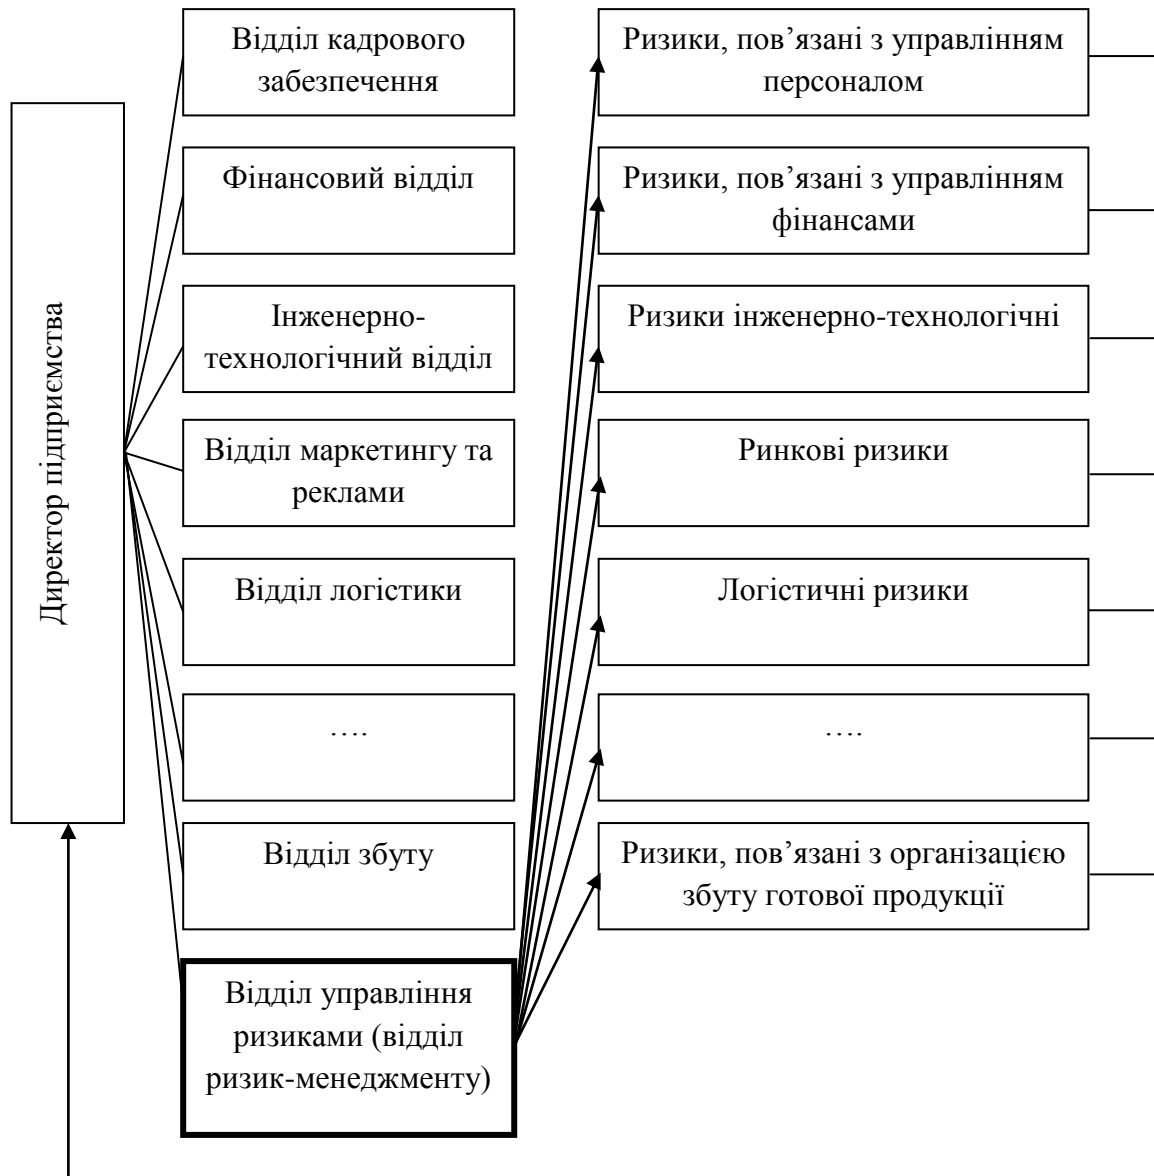 Директор підприємства
Відділ кадрового
забезпечення
Фінансовий відділ
Інженерно-
технологічний відділ
Відділ маркетингу та
реклами
Відділ логістики
….
Відділ збуту
Відділ управління
ризиками (відділ
ризик-менеджменту)
Ризики, пов’язані з управлінням
персоналом
Ризики, пов’язані з управлінням
фінансами
Ризики інженерно-технологічні
Ринкові ризики
Логістичні ризики
….
Ризики, пов’язані з організацією
збуту готової продукції